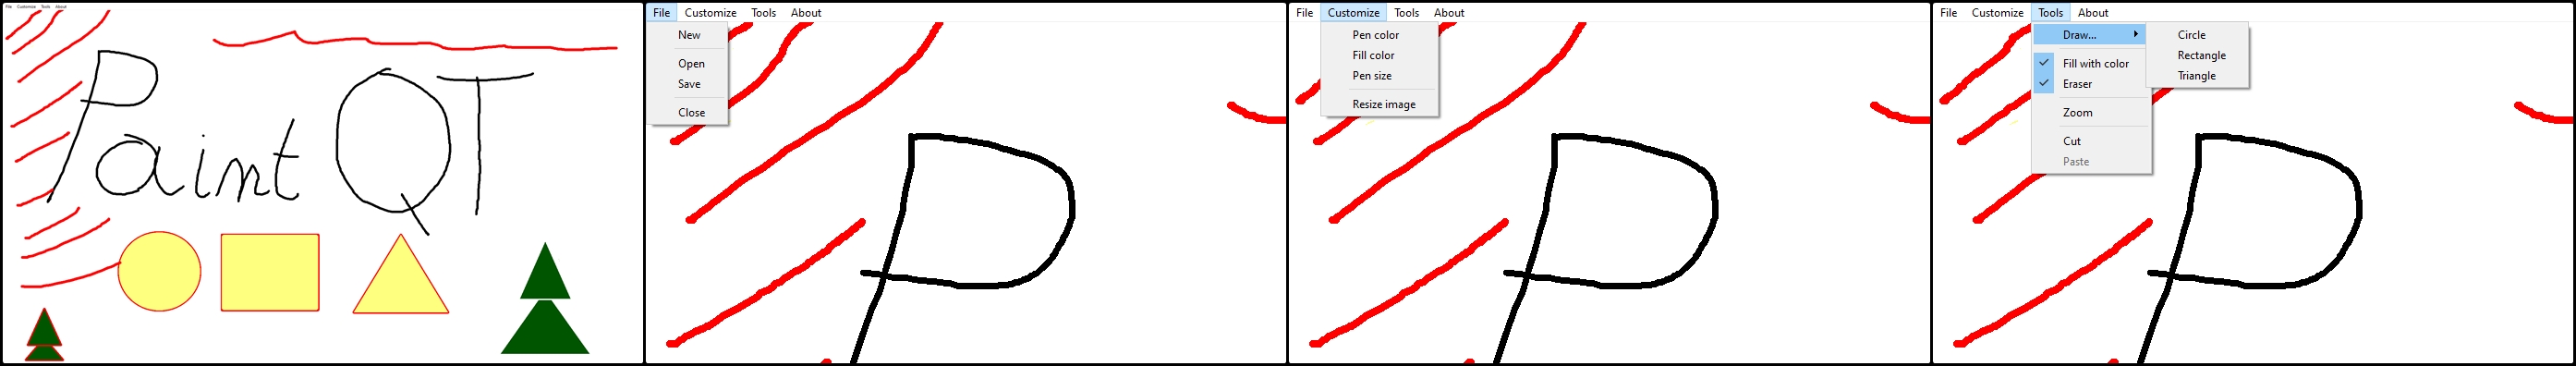 File Customize Tools About
Paint QT
File Customize Tools About
New
Open
Save
Close
File Customize Tools About
Pen color
Fill color
Pen size
Resize image
File Customize Tools About
Draw...
Fill with color
Eraser
Zoom
Cut
Paste
Circle
Rectangle
Triangle